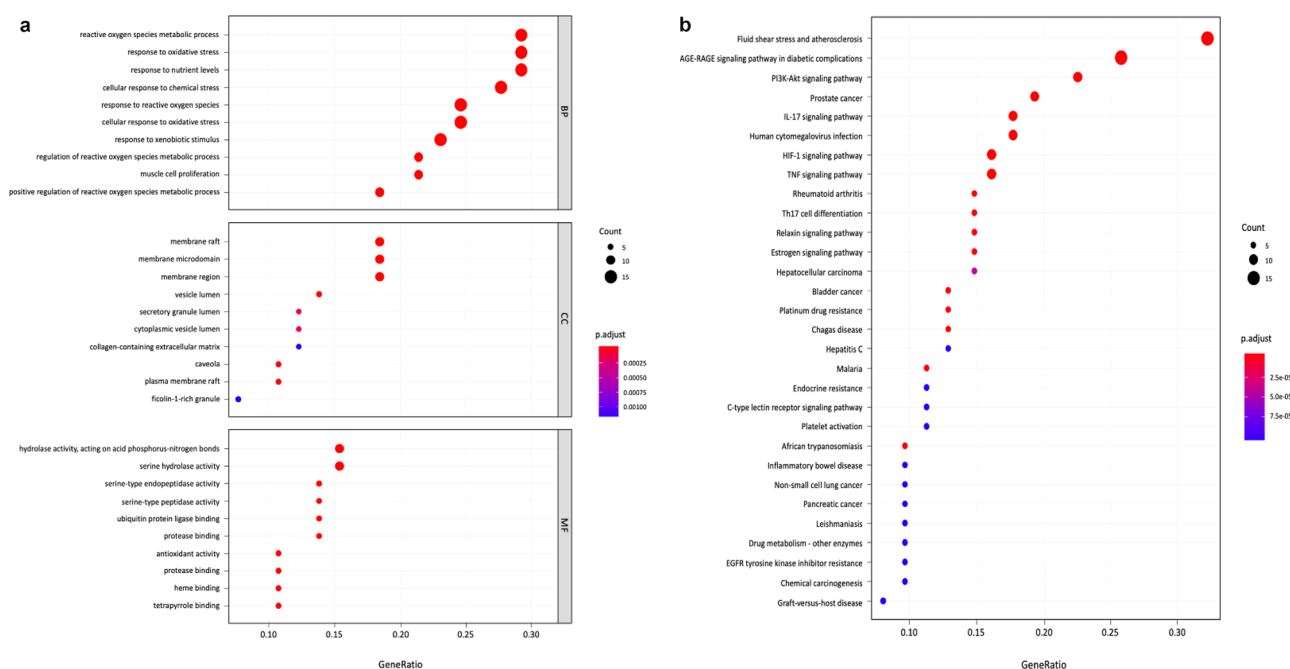 a
reactive oxygen species metabolic process
response to oxidative stress
response to nutrient levels
cellular response to chemical stress
response to reactive oxygen species
cellular response to oxidative stress
response to xenobiotic stimulus
regulation of reactive oxygen species metabolic process
muscle cell proliferation
positive regulation of reactive oxygen species metabolic process
BP
membrane raft
membrane microdomain
membrane region
vesicle lumen
secretory granule lumen
cytoplasmic vesicle lumen
collagen-containing extracellular matrix
caveola
plasma membrane raft
ficolin-1-rich granule
CC
hydrolase activity, acting on acid phosphorus-nitrogen bonds
serine hydrolase activity
serine-type endopeptidase activity
serine-type peptidase activity
ubiquitin protein ligase binding
protease binding
antioxidant activity
protease binding
heme binding
tetrapyrrole binding
MF
0.10 0.15 0.20 0.25 0.30
GeneRatio
Count
5
10
15
p.adjust
0.00025
0.00050
0.00075
0.00100
b
Fluid shear stress and atherosclerosis
AGE-RAGE signaling pathway in diabetic complications
PI3K-Akt signaling pathway
Prostate cancer
IL-17 signaling pathway
Human cytomegalovirus infection
HIF-1 signaling pathway
TNF signaling pathway
Rheumatoid arthritis
Th17 cell differentiation
Relaxin signaling pathway
Estrogen signaling pathway
Hepatocellular carcinoma
Bladder cancer
Platinum drug resistance
Chagas disease
Hepatitis C
Malaria
Endocrine resistance
C-type lectin receptor signaling pathway
Platelet activation
African trypanosomiasis
Inflammatory bowel disease
Non-small cell lung cancer
Pancreatic cancer
Leishmaniasis
Drug metabolism - other enzymes
EGFR tyrosine kinase inhibitor resistance
Chemical carcinogenesis
Graft-versus-host disease
0.10 0.15 0.20 0.25 0.30
GeneRatio
Count
5
10
15
p.adjust
2.5e-05
5.0e-05
7.5e-05